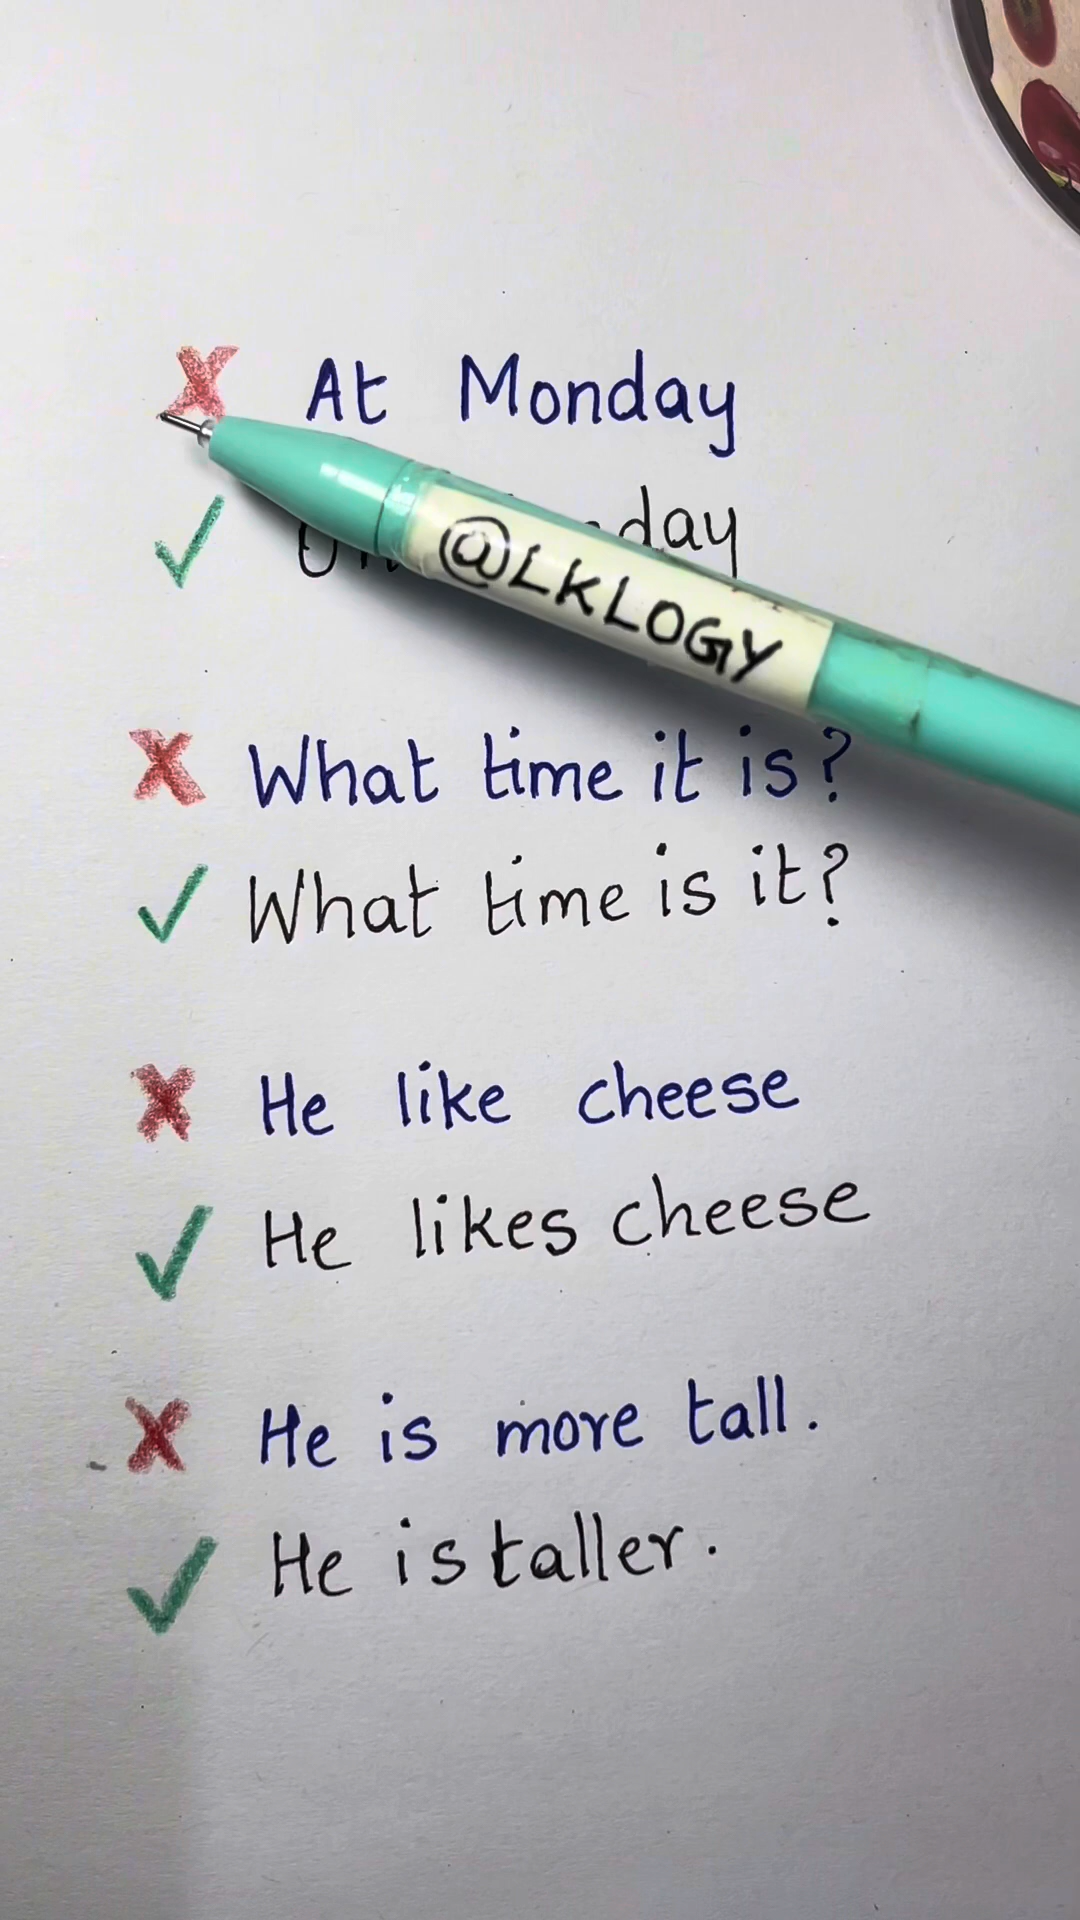 X At Monday
✓ On day
@LKLOGY
X What time it is?
✓ What time is it?
X He like cheese
✓ He likes cheese
X He is more tall.
✓ He is taller.